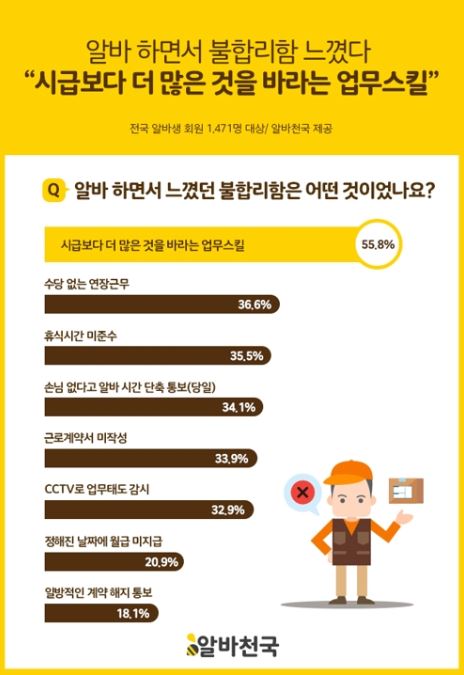 알바 하면서 불합리함 느꼈다
“시급보다 더 많은 것을 바라는 업무스킬”
전국 알바생 회원 1,471명 대상/ 알바천국 제공
Q 알바 하면서 느꼈던 불합리함은 어떤 것이었나요?
시급보다 더 많은 것을 바라는 업무스킬 55.8%
수당 없는 연장근무
36.6%
휴식시간 미준수
35.5%
손님 없다고 알바 시간 단축 통보(당일)
34.1%
근로계약서 미작성
33.9%
CCTV로 업무태도 감시
32.9%
정해진 날짜에 월급 미지급
20.9%
일방적인 계약 해지 통보
18.1%
알바천국